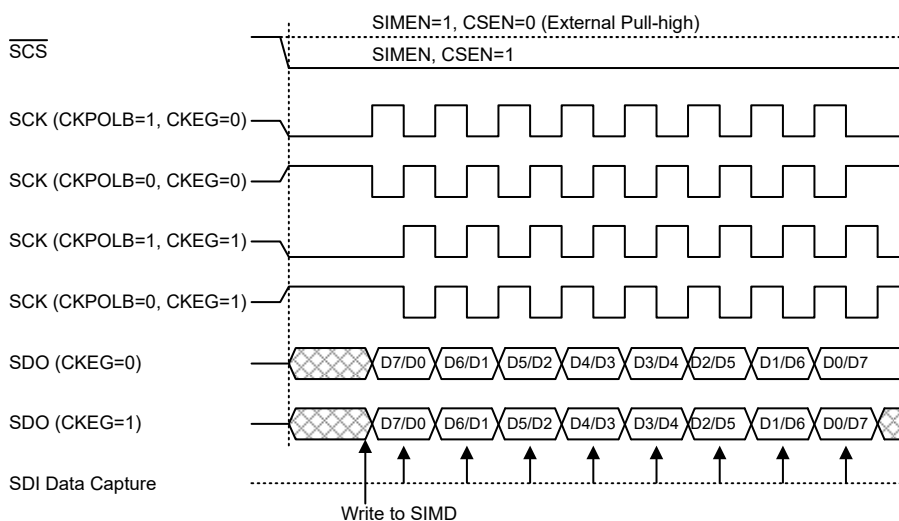 SIMEN=1, CSEN=0 (External Pull-high)
SCS
SIMEN, CSEN=1
SCK (CKPOLB=1, CKEG=0)
SCK (CKPOLB=0, CKEG=0)
SCK (CKPOLB=1, CKEG=1)
SCK (CKPOLB=0, CKEG=1)
SDO (CKEG=0) D7/D0 D6/D1 D5/D2 D4/D3 D3/D4 D2/D5 D1/D6 D0/D7
SDO (CKEG=1) D7/D0 D6/D1 D5/D2 D4/D3 D3/D4 D2/D5 D1/D6 D0/D7
SDI Data Capture
Write to SIMD